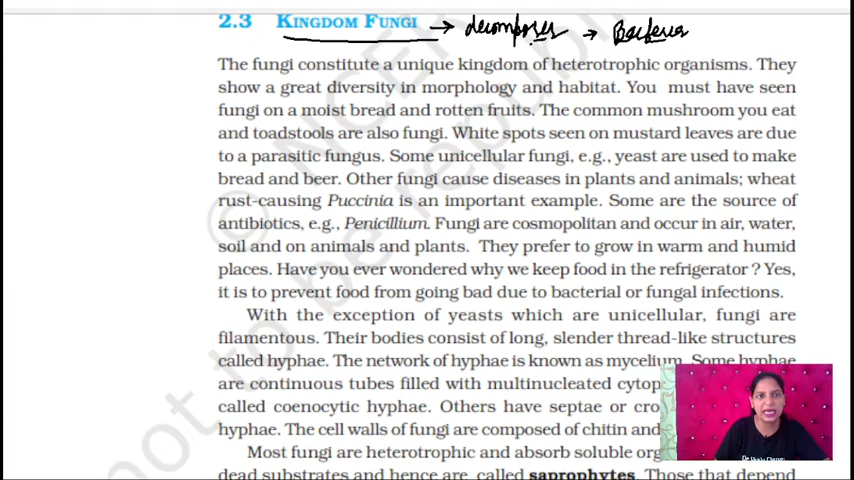 2.3 KINGDOM FUNGI → decomposers → Bacteria
The fungi constitute a unique kingdom of heterotrophic organisms. They
show a great diversity in morphology and habitat. You must have seen
fungi on a moist bread and rotten fruits. The common mushroom you eat
and toadstools are also fungi. White spots seen on mustard leaves are due
to a parasitic fungus. Some unicellular fungi, e.g., yeast are used to make
bread and beer. Other fungi cause diseases in plants and animals; wheat
rust-causing Puccinia is an important example. Some are the source of
antibiotics, e.g., Penicillium. Fungi are cosmopolitan and occur in air, water,
soil and on animals and plants. They prefer to grow in warm and humid
places. Have you ever wondered why we keep food in the refrigerator ? Yes,
it is to prevent food from going bad due to bacterial or fungal infections.
With the exception of yeasts which are unicellular, fungi are
filamentous. Their bodies consist of long, slender thread-like structures
called hyphae. The network of hyphae is known as mycelium. Some hyphae
are continuous tubes filled with multinucleated
called coenocytic hyphae. Others have septae or
hyphae. The cell walls of fungi are composed of chitin and
Most fungi are heterotrophic and absorb soluble
dead substrates and hence are called saprophytes. Those that depend
© NCERT
not to be republi